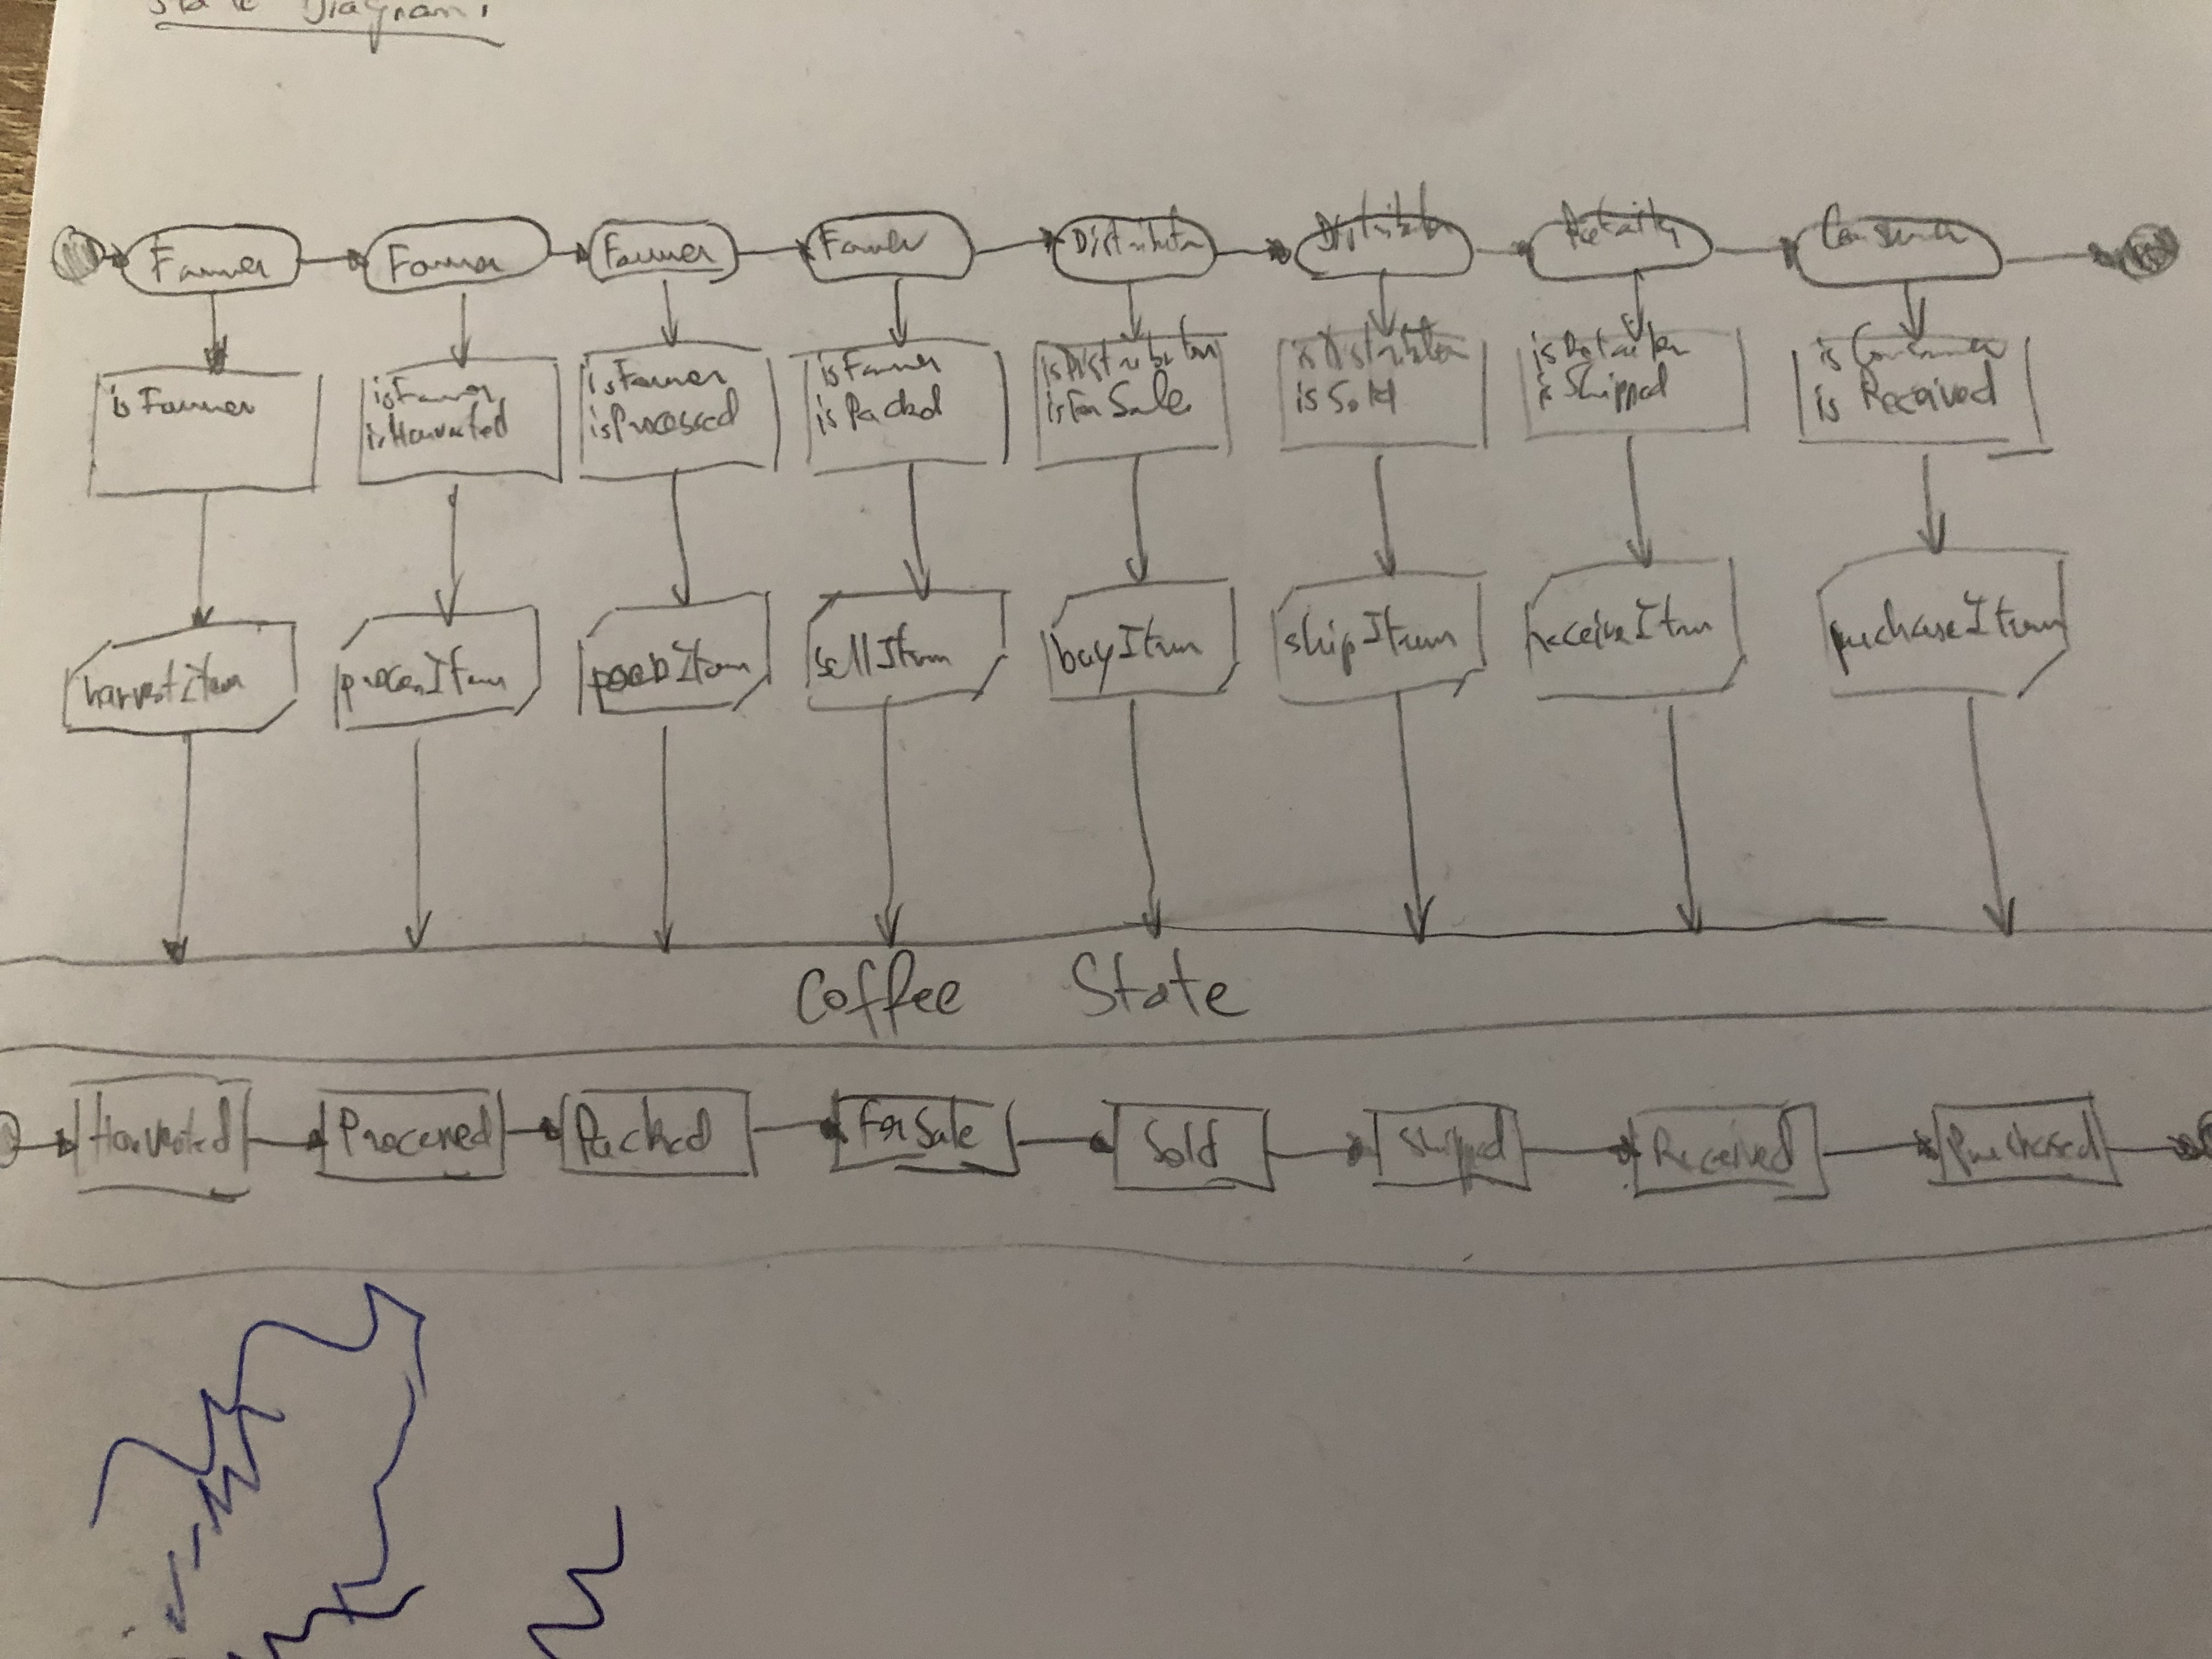 State Diagram:
Farmer
Farmer
Farmer
Farmer
Distributor
Distributor
Retailer
Consumer
isFarmer
isFarmer
isHarvested
isFarmer
isProcessed
isFarmer
isPacked
isDistributor
isForSale
isDistributor
isSold
isRetailer
isShipped
isConsumer
isReceived
harvestItem
processItem
packItem
sellItem
buyItem
shipItem
receiveItem
purchaseItem
Coffee State
Harvested
Processed
Packed
ForSale
Sold
Shipped
Received
Purchased